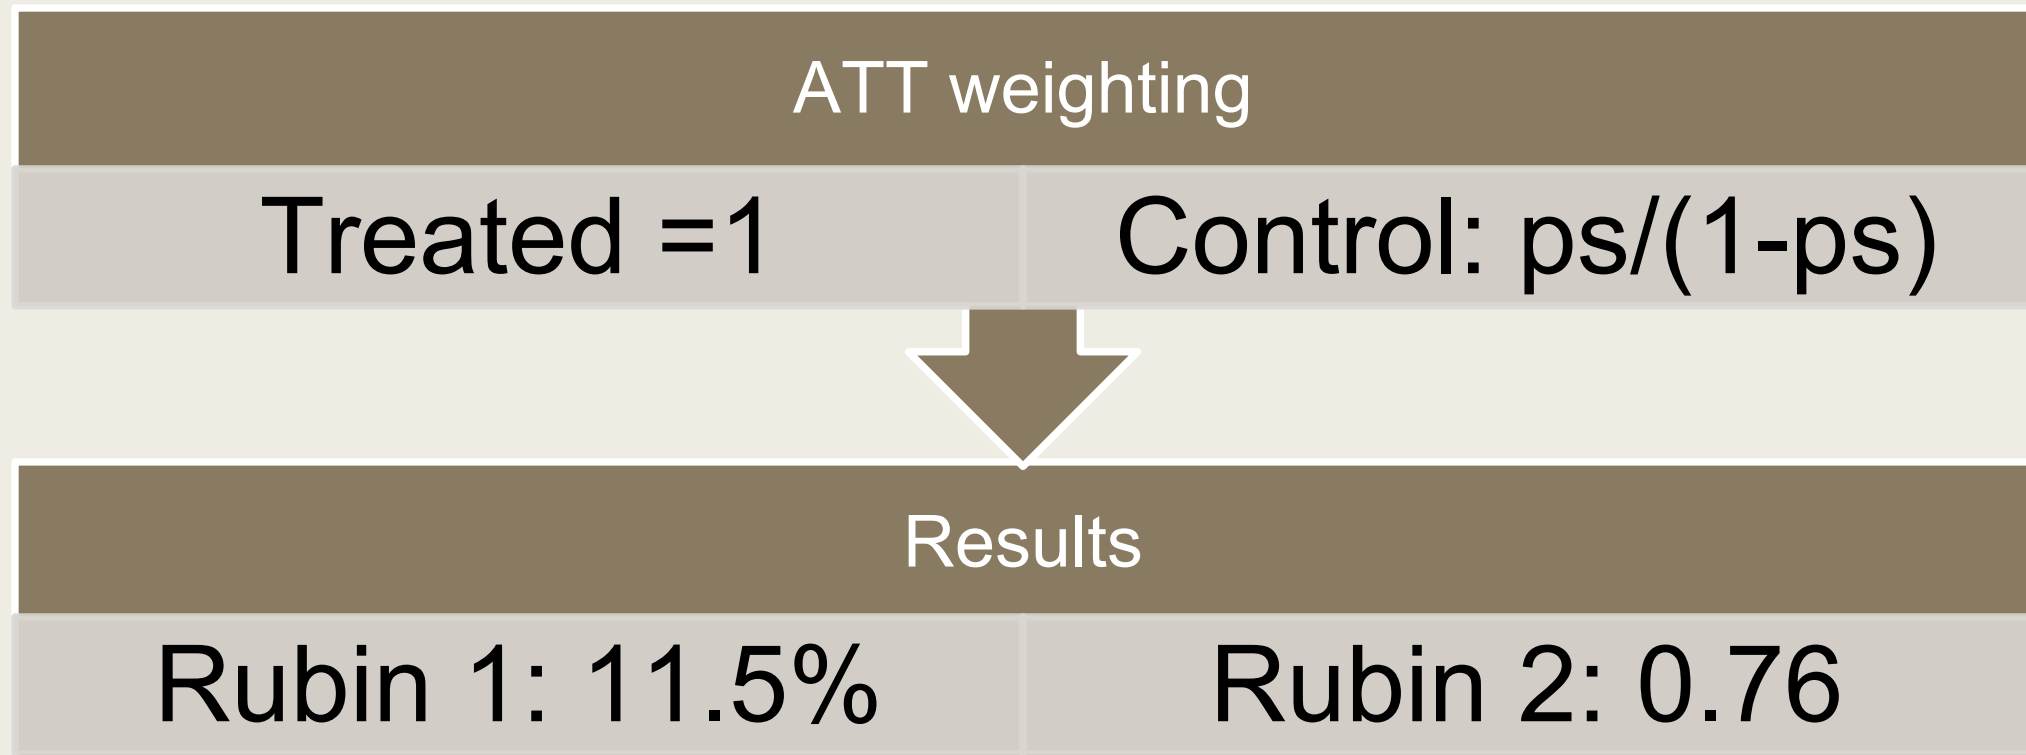 ATT weighting
Treated =1
Control: ps/(1-ps)
Results
Rubin 1: 11.5%
Rubin 2: 0.76